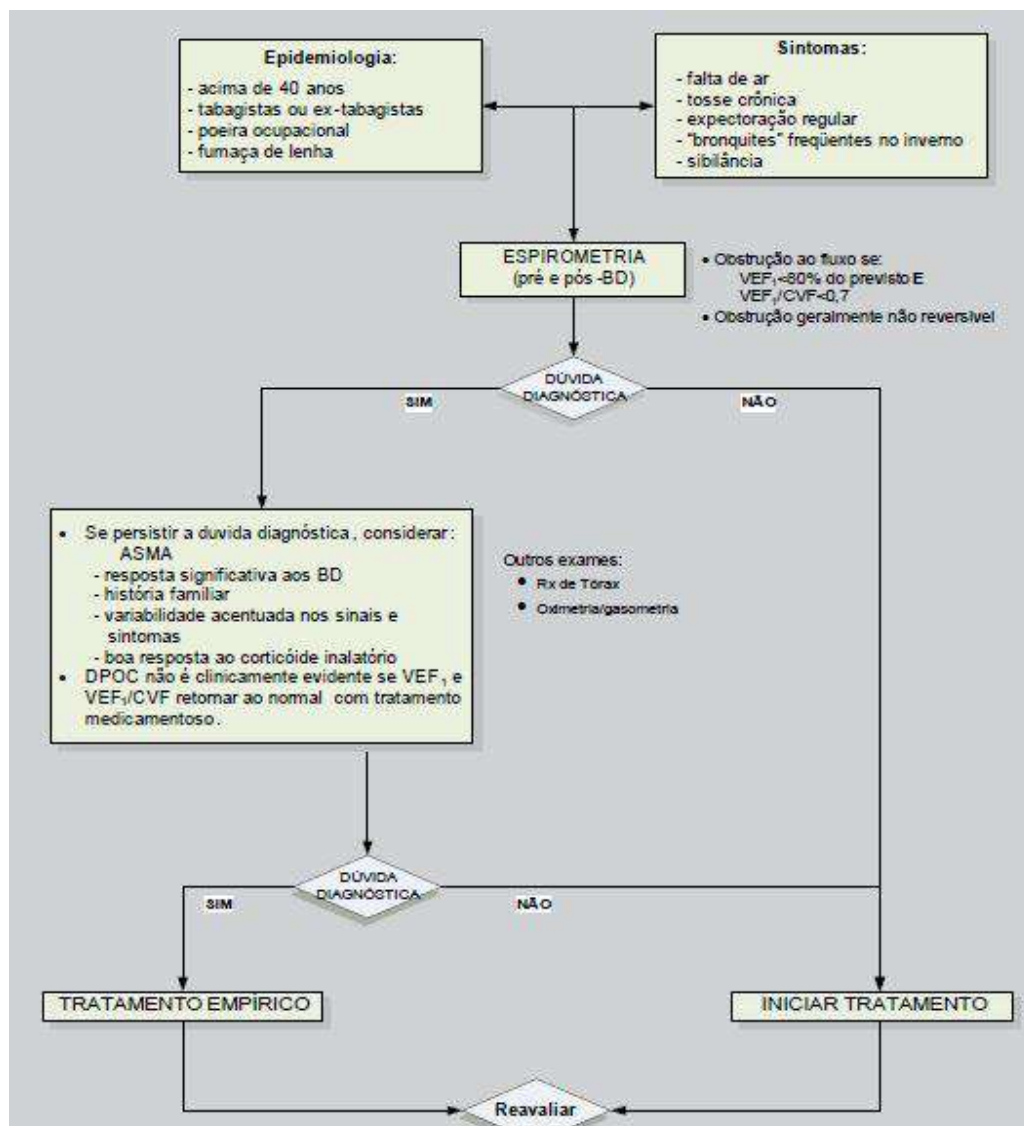 Epidemiologia:
- acima de 40 anos
- tabagistas ou ex-tabagistas
- poeira ocupacional
- fumaça de lenha
Sintomas:
- falta de ar
- tosse crônica
- expectoração regular
- "bronquites" freqüentes no inverno
- sibilância
ESPIROMETRIA
(pré e pós -BD)
• Obstrução ao fluxo se:
VEF₁<80% do previsto E
VEF₁/CVF<0,7
• Obstrução geralmente não reversível
DÚVIDA
DIAGNÓSTICA
SIM
NÃO
• Se persistir a duvida diagnóstica, considerar:
ASMA
- resposta significativa aos BD
- história familiar
- variabilidade acentuada nos sinais e
sintomas
- boa resposta ao corticóide inalatório
• DPOC não é clinicamente evidente se VEF₁ e
VEF₁/CVF retornar ao normal com tratamento
medicamentoso.
Outros exames:
• Rx de Tórax
• Oximetria/gasometria
DÚVIDA
DIAGNÓSTICA
SIM
NÃO
TRATAMENTO EMPÍRICO
INICIAR TRATAMENTO
Reavaliar